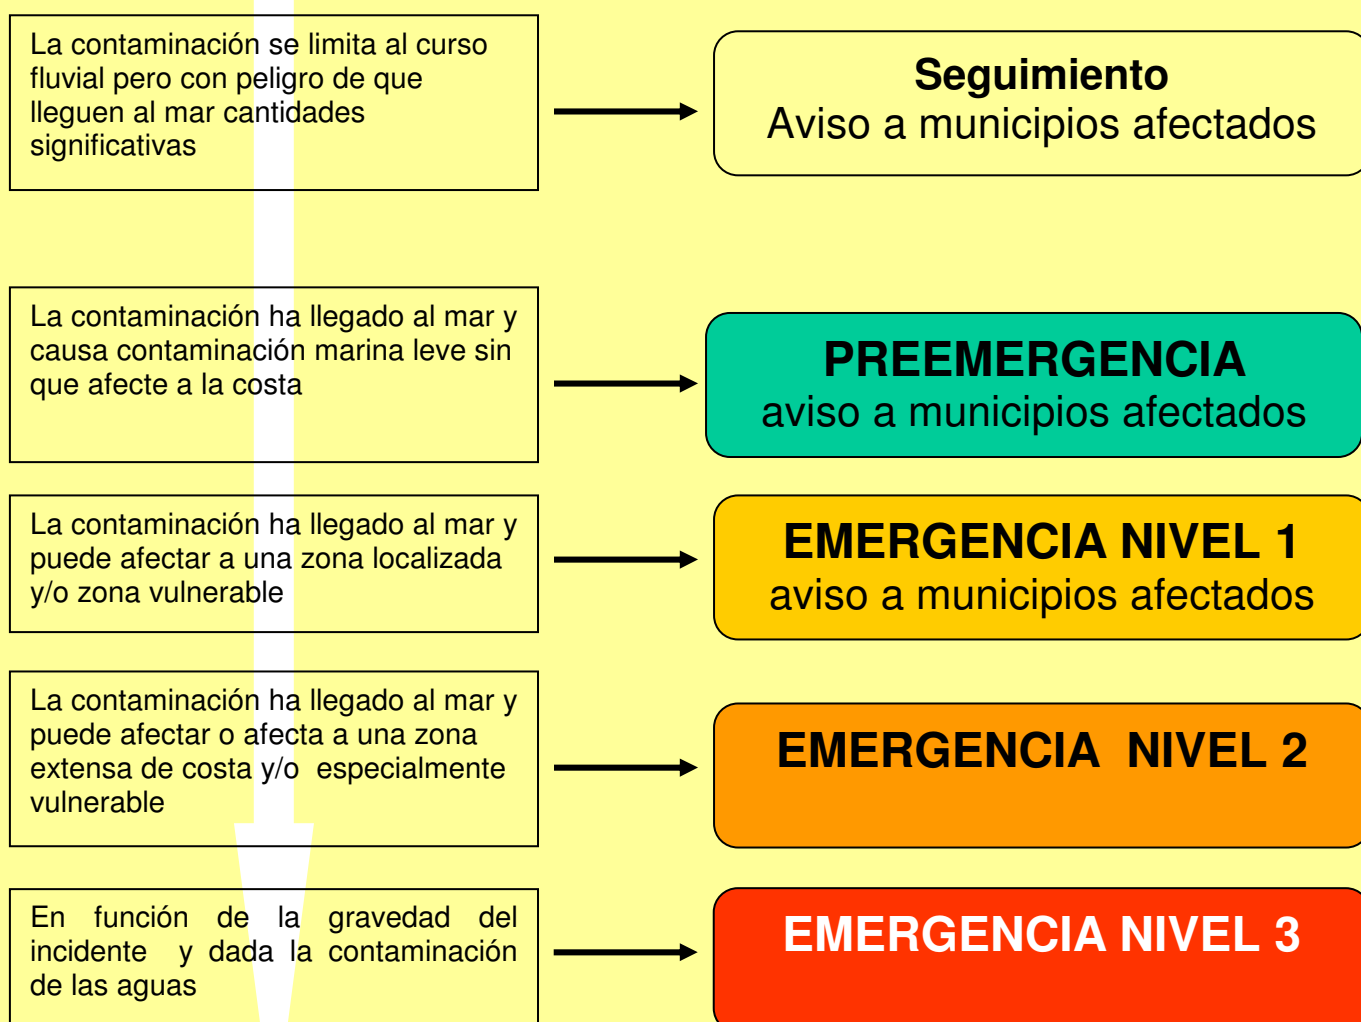 La contaminación se limita al curso
fluvial pero con peligro de que
lleguen al mar cantidades
significativas
Seguimiento
Aviso a municipios afectados
La contaminación ha llegado al mar y
causa contaminación marina leve sin
que afecte a la costa
PREEMERGENCIA
aviso a municipios afectados
La contaminación ha llegado al mar y
puede afectar a una zona localizada
y/o zona vulnerable
EMERGENCIA NIVEL 1
aviso a municipios afectados
La contaminación ha llegado al mar y
puede afectar o afecta a una zona
extensa de costa y/o especialmente
vulnerable
EMERGENCIA NIVEL 2
En función de la gravedad del
incidente y dada la contaminación
de las aguas
EMERGENCIA NIVEL 3